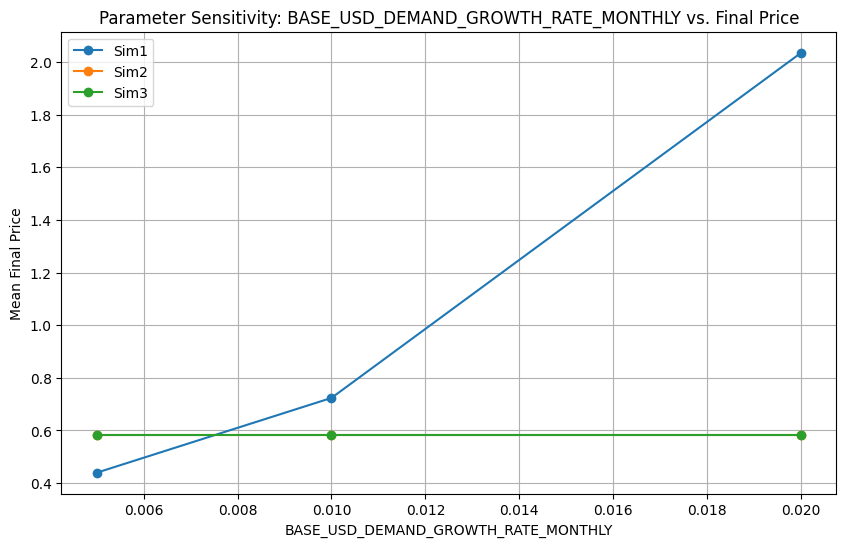 Parameter Sensitivity: BASE_USD_DEMAND_GROWTH_RATE_MONTHLY vs. Final Price
Sim1
Sim2
Sim3
Mean Final Price
2.0
1.8
1.6
1.4
1.2
1.0
0.8
0.6
0.4
0.006
0.008
0.010
0.012
0.014
0.016
0.018
0.020
BASE_USD_DEMAND_GROWTH_RATE_MONTHLY